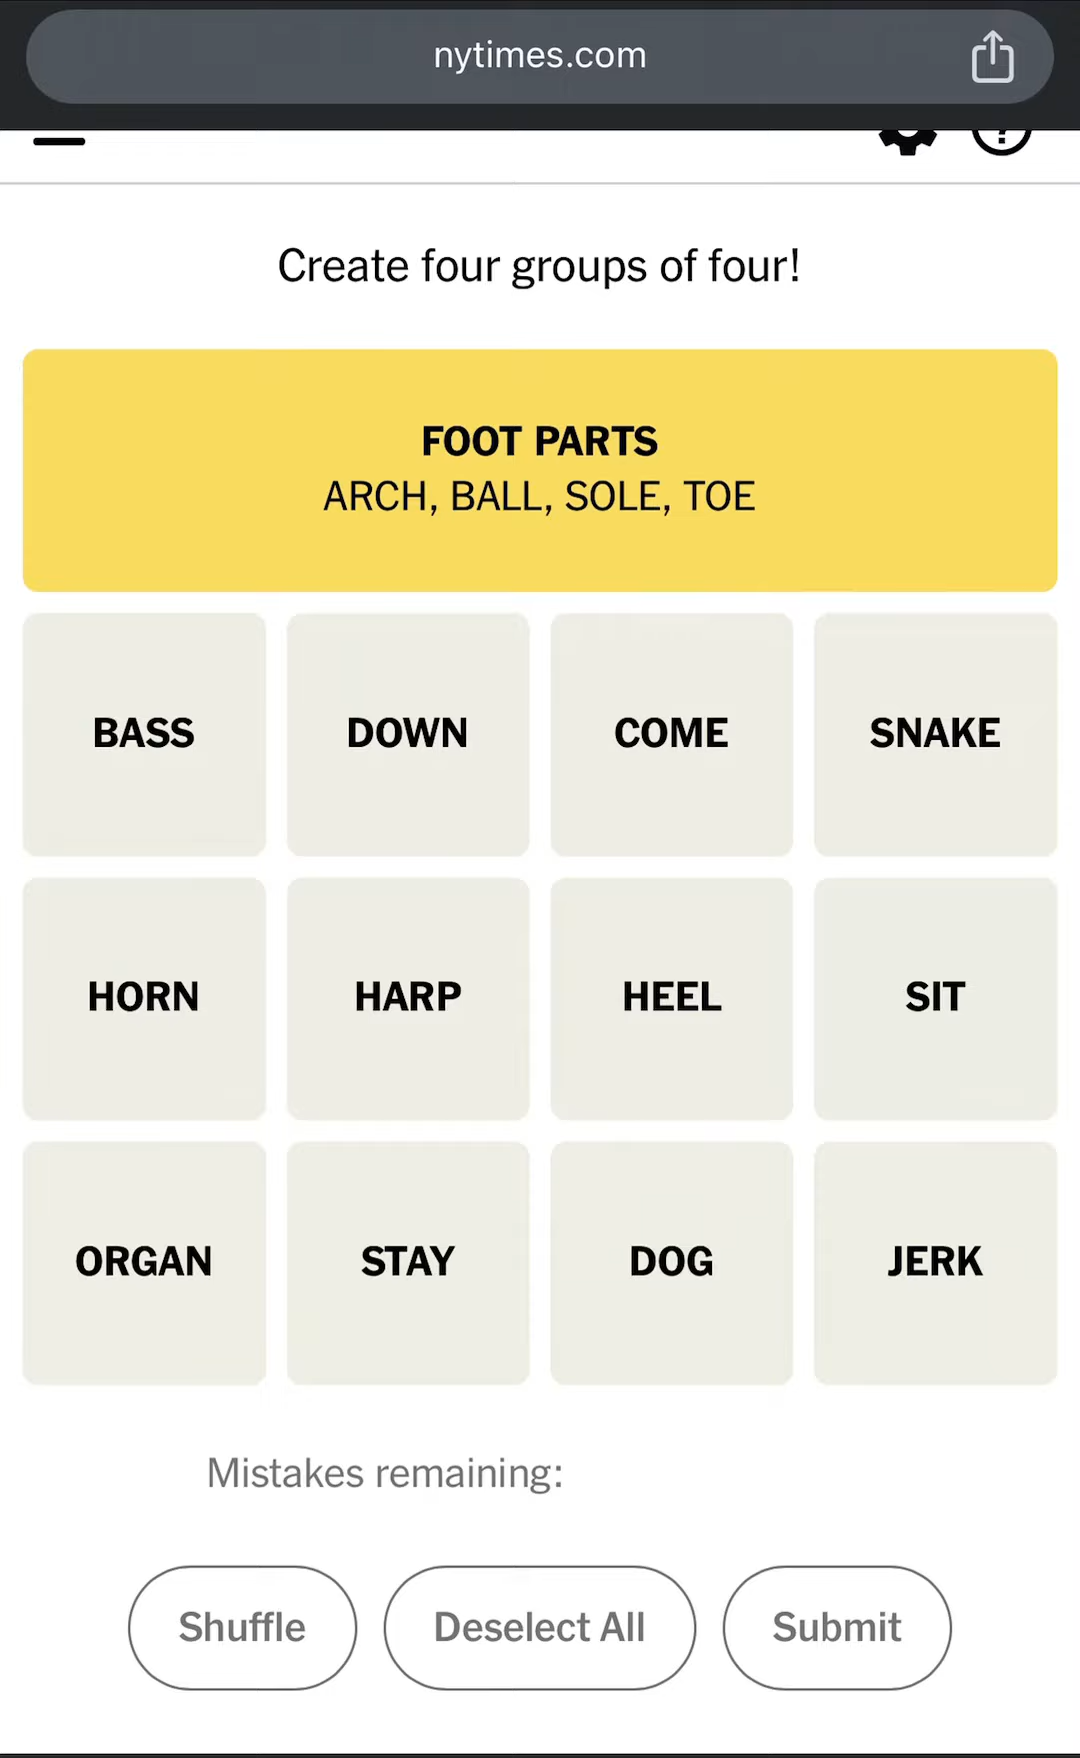 nytimes.com
Create four groups of four!
FOOT PARTS
ARCH, BALL, SOLE, TOE
BASS DOWN COME SNAKE
HORN HARP HEEL SIT
ORGAN STAY DOG JERK
Mistakes remaining:
Shuffle Deselect All Submit